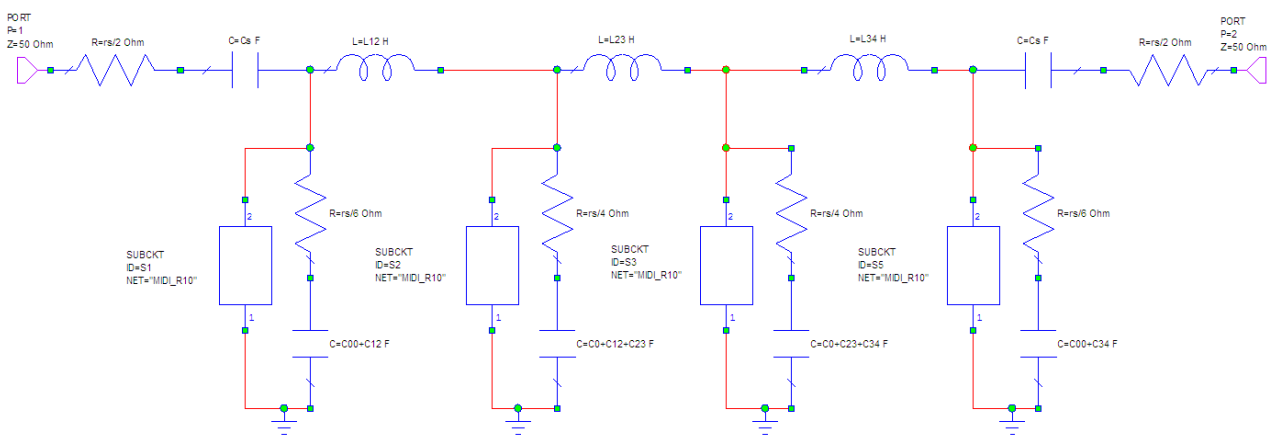 PORT
P=1
Z=50 Ohm
R=rs/2 Ohm
C=Cs F
L=L12 H
L=L23 H
L=L34 H
C=Cs F
R=rs/2 Ohm
PORT
P=2
Z=50 Ohm
2
SUBCKT
ID=S1
NET="MIDI_R10"
1
R=rs/6 Ohm
C=C00+C12 F
2
SUBCKT
ID=S2
NET="MIDI_R10"
1
R=rs/4 Ohm
C=C0+C12+C23 F
2
SUBCKT
ID=S3
NET="MIDI_R10"
1
R=rs/4 Ohm
C=C0+C23+C34 F
2
SUBCKT
ID=S5
NET="MIDI_R10"
1
R=rs/6 Ohm
C=C00+C34 F